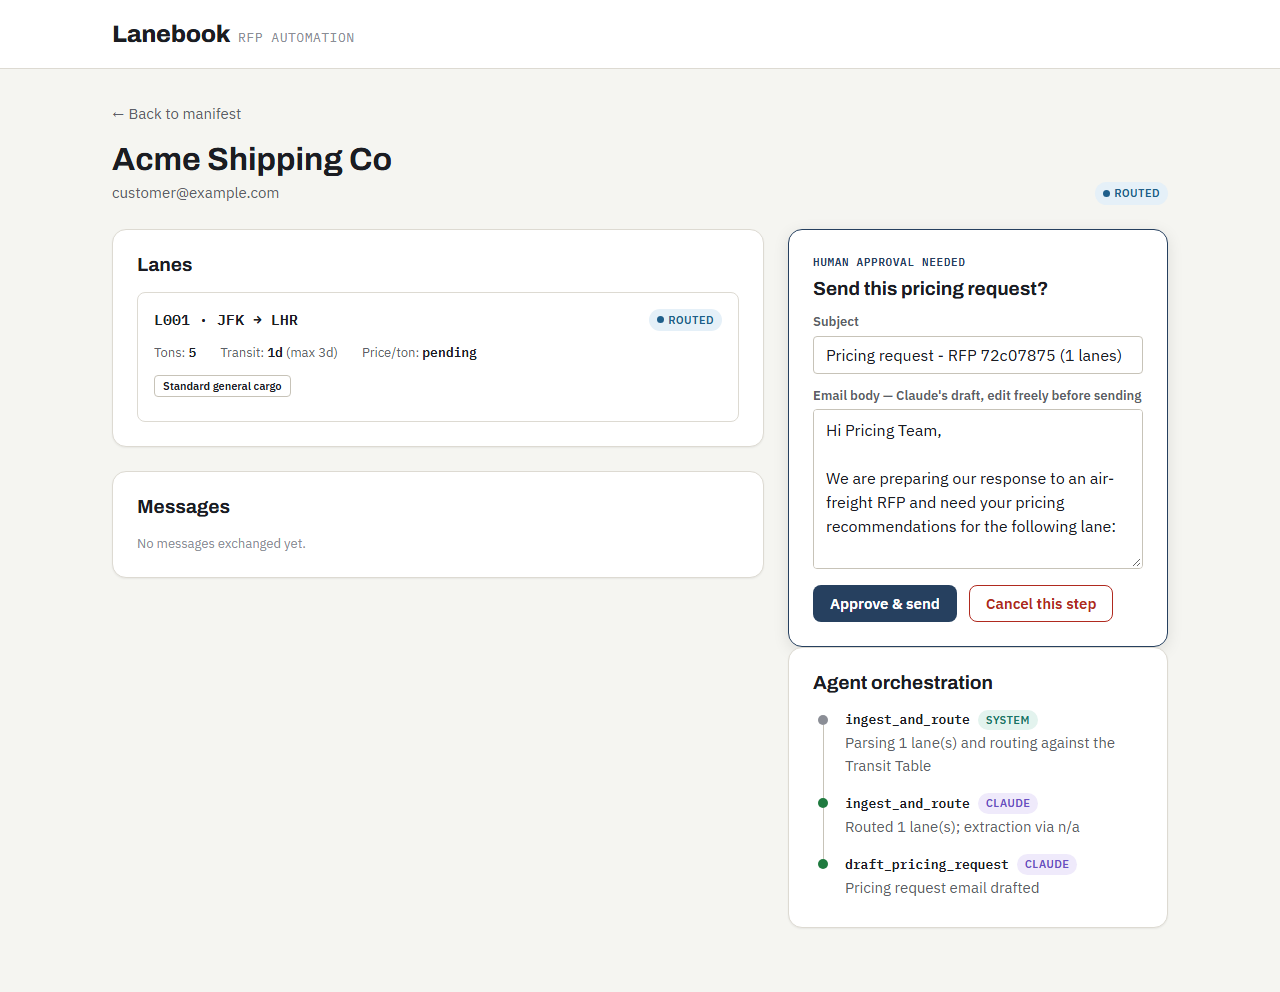 Lanebook RFP AUTOMATION
← Back to manifest
Acme Shipping Co
customer@example.com
ROUTED
Lanes
L001 · JFK → LHR
ROUTED
Tons: 5 Transit: 1d (max 3d) Price/ton: pending
Standard general cargo
Messages
No messages exchanged yet.
HUMAN APPROVAL NEEDED
Send this pricing request?
Subject
Pricing request - RFP 72c07875 (1 lanes)
Email body — Claude's draft, edit freely before sending
Hi Pricing Team,
We are preparing our response to an air-
freight RFP and need your pricing
recommendations for the following lane:
Approve & send
Cancel this step
Agent orchestration
ingest_and_route SYSTEM
Parsing 1 lane(s) and routing against the
Transit Table
ingest_and_route CLAUDE
Routed 1 lane(s); extraction via n/a
draft_pricing_request CLAUDE
Pricing request email drafted